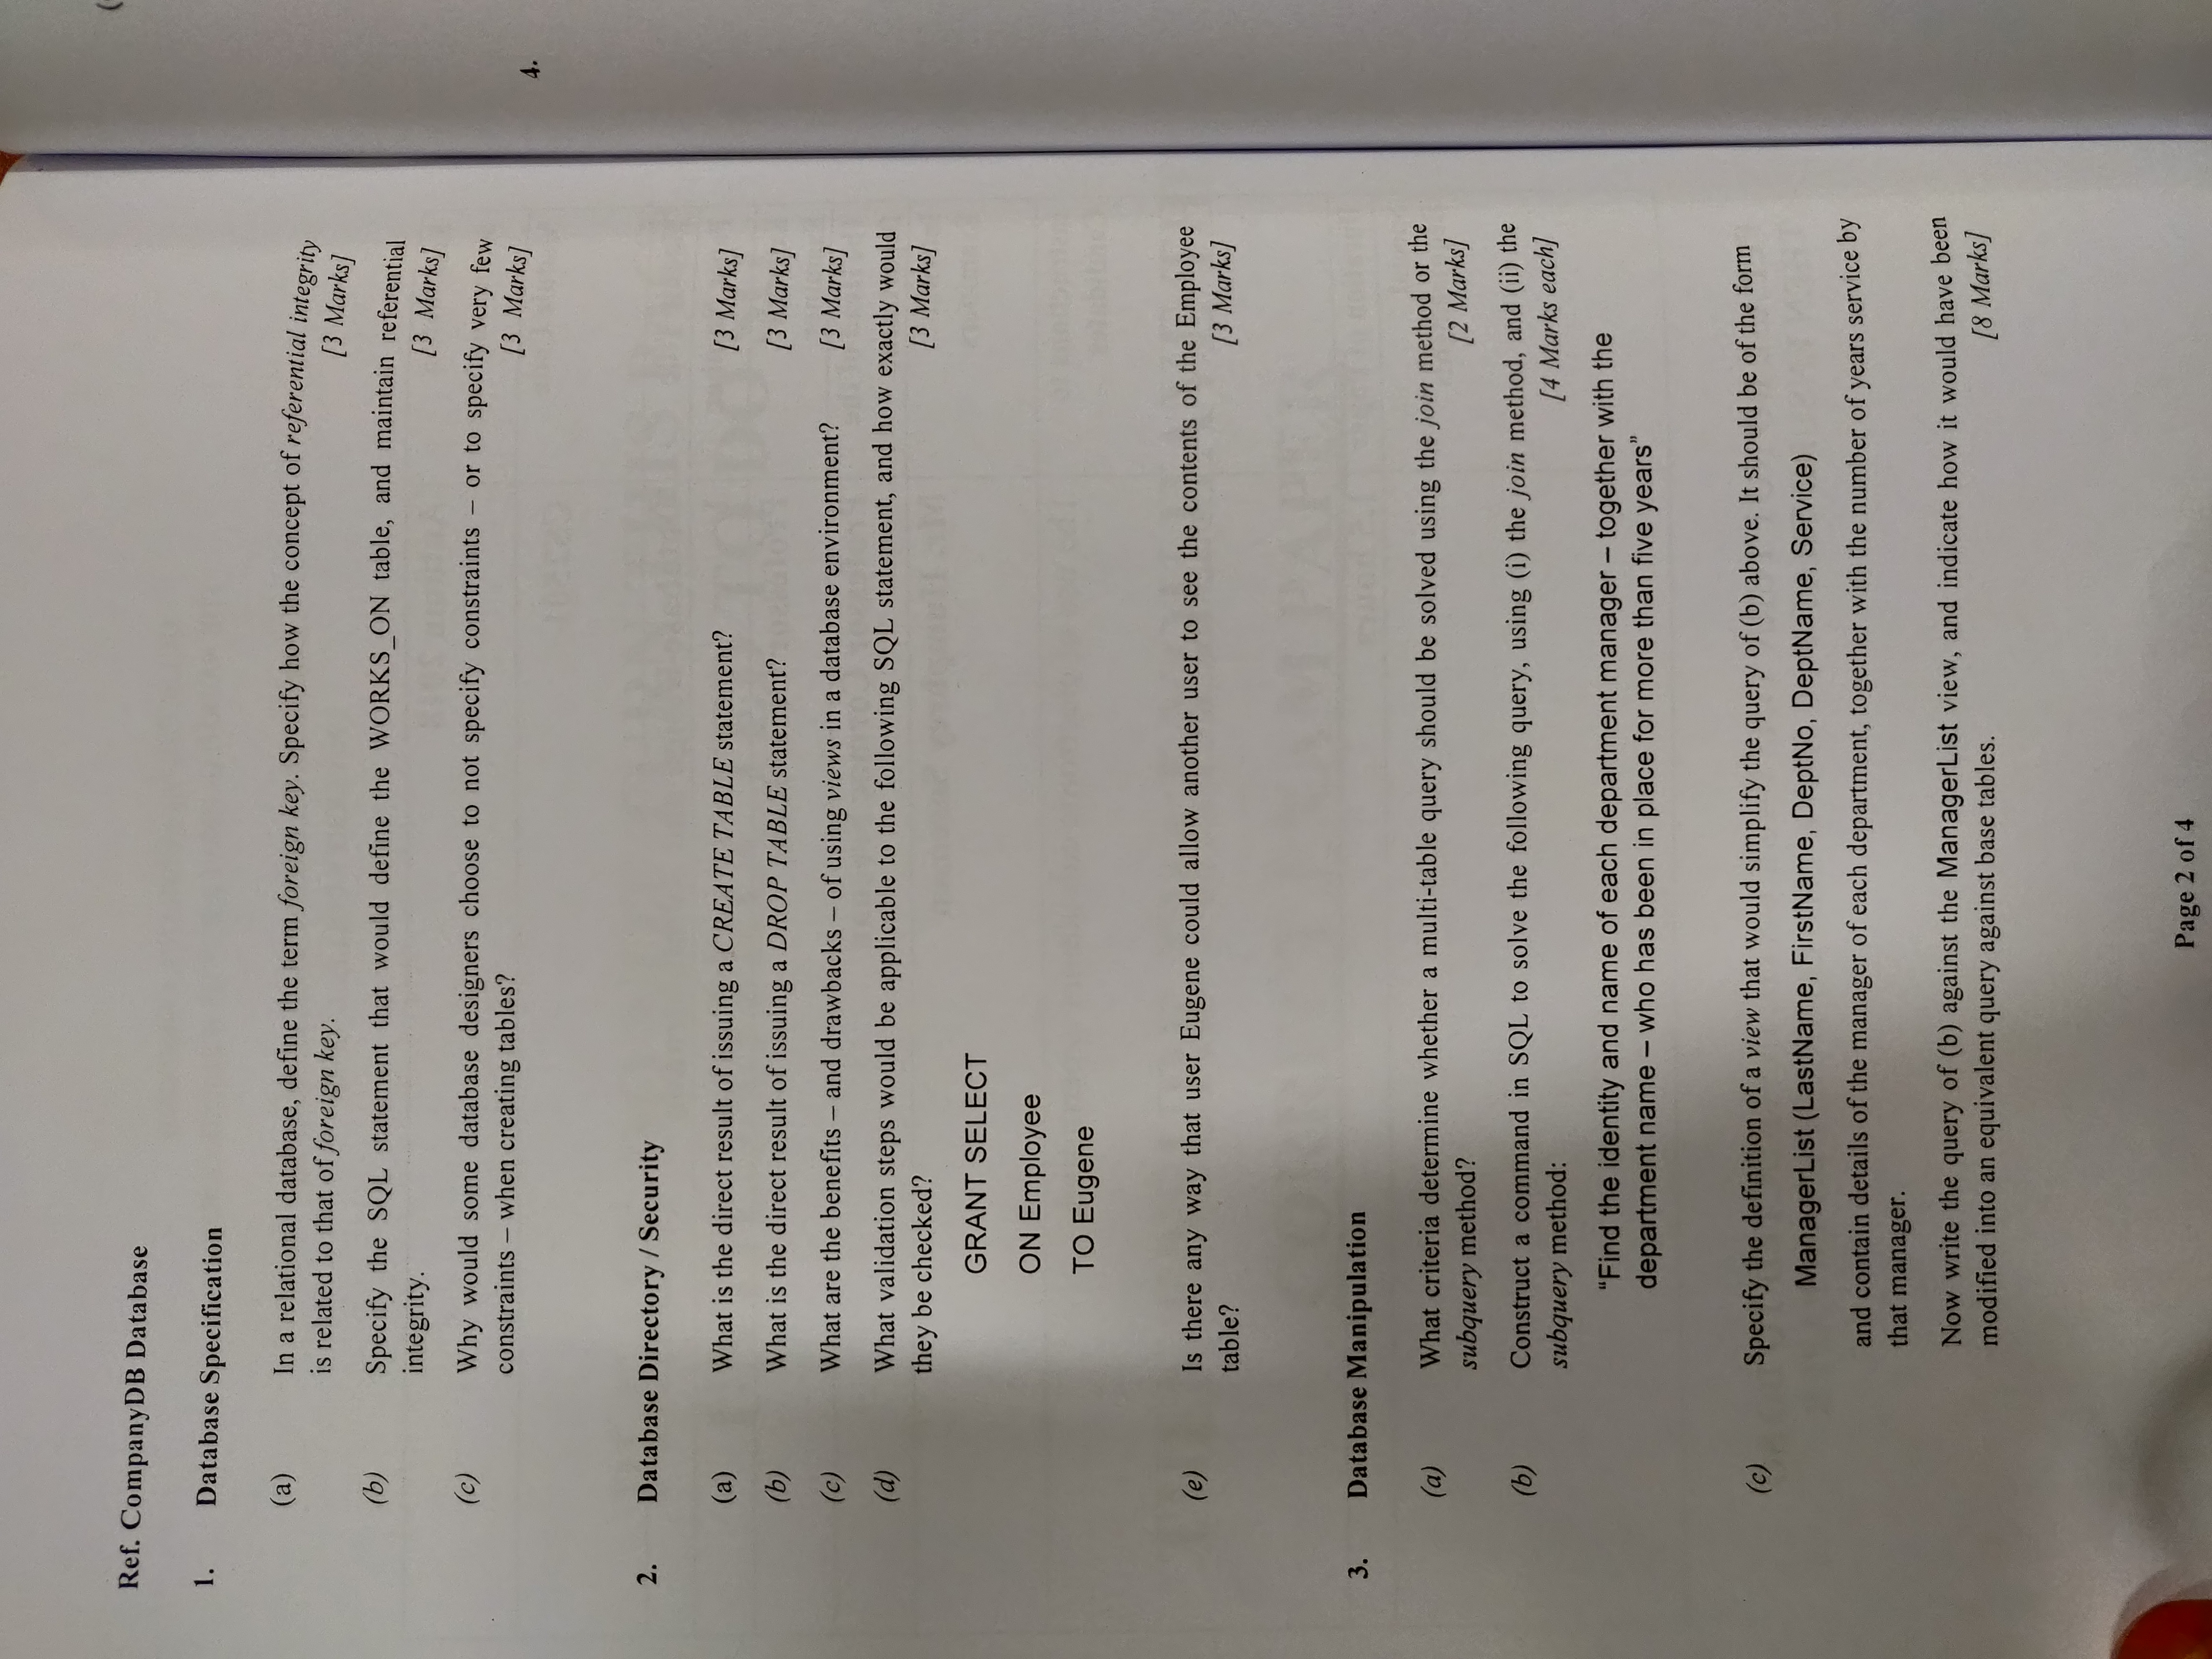 Ref. CompanyDB Database
1. Database Specification
(a) In a relational database, define the term foreign key. Specify how the concept of referential integrity
is related to that of foreign key. [3 Marks]
(b) Specify the SQL statement that would define the WORKS_ON table, and maintain referential
integrity. [3 Marks]
(c) Why would some database designers choose to not specify constraints – or to specify very few
constraints – when creating tables? [3 Marks]
4.
2. Database Directory / Security
(a) What is the direct result of issuing a CREATE TABLE statement? [3 Marks]
(b) What is the direct result of issuing a DROP TABLE statement? [3 Marks]
(c) What are the benefits – and drawbacks – of using views in a database environment? [3 Marks]
(d) What validation steps would be applicable to the following SQL statement, and how exactly would
they be checked? [3 Marks]
GRANT SELECT
ON Employee
TO Eugene
(e) Is there any way that user Eugene could allow another user to see the contents of the Employee
table? [3 Marks]
3. Database Manipulation
(a) What criteria determine whether a multi-table query should be solved using the join method or the
subquery method? [2 Marks]
(b) Construct a command in SQL to solve the following query, using (i) the join method, and (ii) the
subquery method: [4 Marks each]
“Find the identity and name of each department manager – together with the
department name – who has been in place for more than five years”
(c) Specify the definition of a view that would simplify the query of (b) above. It should be of the form
ManagerList (LastName, FirstName, DeptNo, DeptName, Service)
and contain details of the manager of each department, together with the number of years service by
that manager.
Now write the query of (b) against the ManagerList view, and indicate how it would have been
modified into an equivalent query against base tables. [8 Marks]
Page 2 of 4